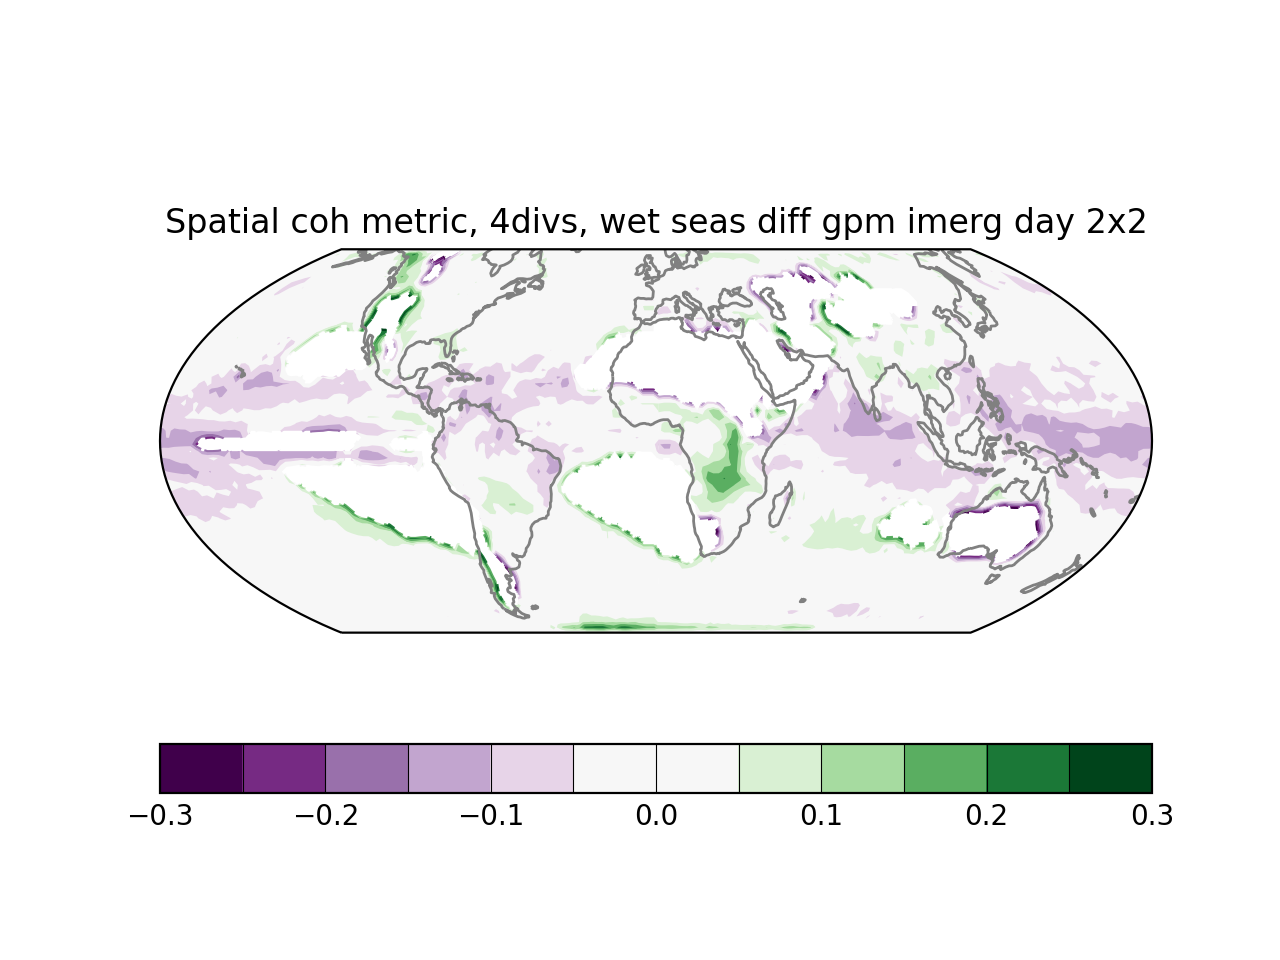 Spatial coh metric, 4divs, wet seas diff gpm imerg day 2x2
−0.3 −0.2 −0.1 0.0 0.1 0.2 0.3